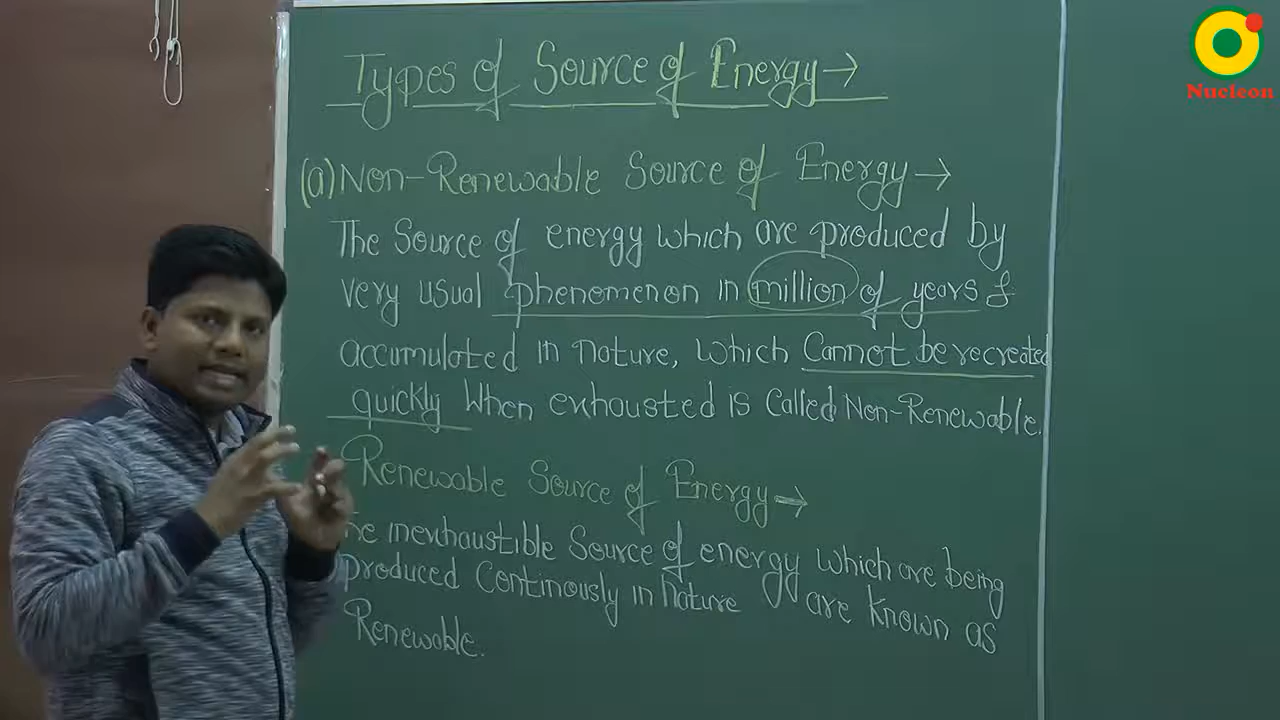 Types of Source of Energy→
Nucleon
(a) Non-Renewable Source of Energy→
The Source of energy which are produced by
very usual phenomenon in million of years &
accumulated in nature, which Cannot be recreated
quickly When exhausted is Called Non-Renewable.
Renewable Source of Energy→
he inexhaustible Source of energy which are being
produced Continously in nature are known as
Renewable.